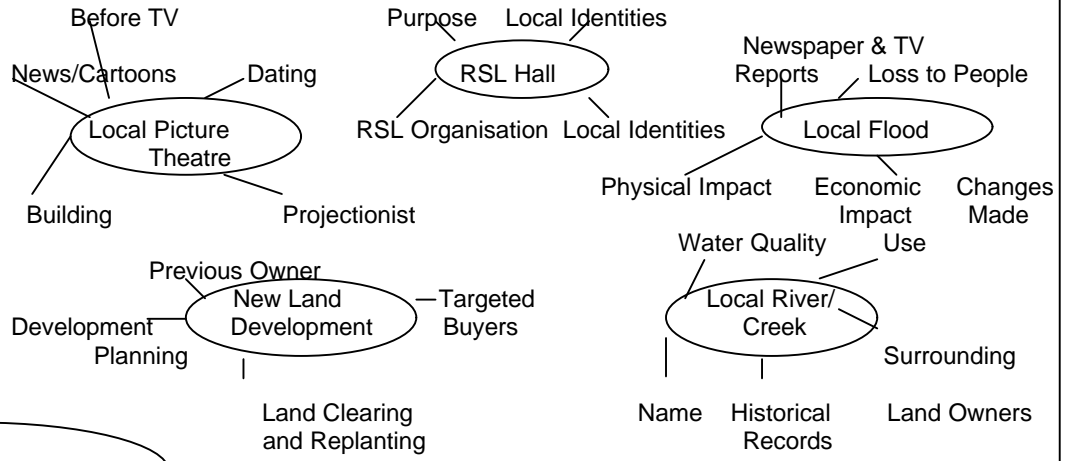 Before TV
News/Cartoons Dating
Local Picture
Theatre
Building Projectionist
Purpose Local Identities
RSL Hall
RSL Organisation Local Identities
Newspaper & TV
Reports Loss to People
Local Flood
Physical Impact Economic Changes
Impact Made
Previous Owner
New Land
Development
Development
Planning
Targeted
Buyers
Land Clearing
and Replanting
Water Quality Use
Local River/
Creek
Surrounding
Name Historical Land Owners
Records